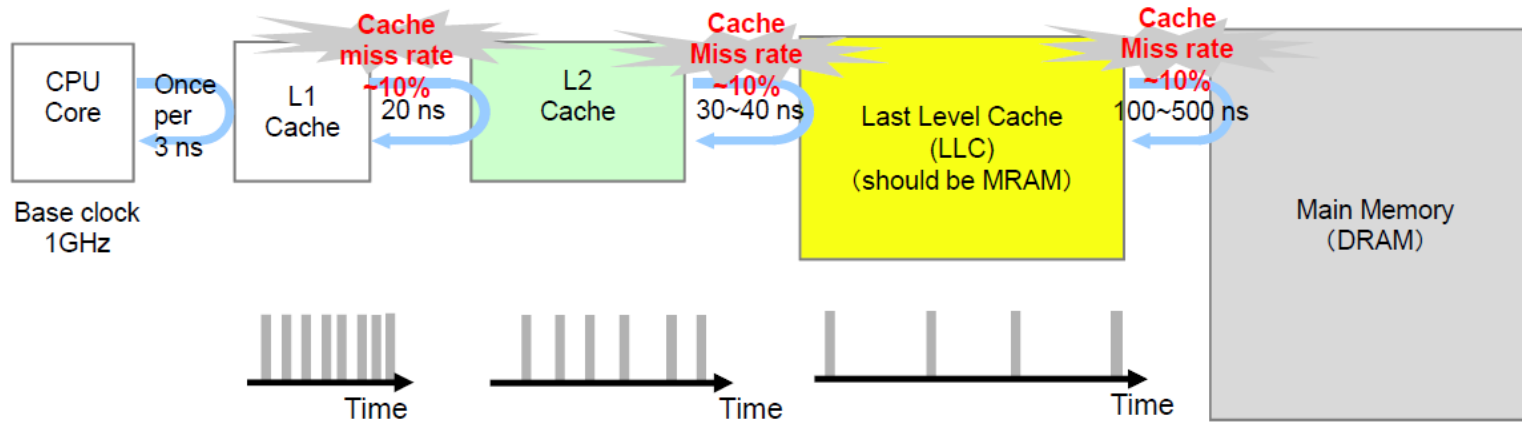 CPU
Core
Base clock
1GHz
Once
per
3 ns
L1
Cache
Cache
miss rate
~10%
20 ns
L2
Cache
Cache
Miss rate
~10%
30~40 ns
Last Level Cache
(LLC)
(should be MRAM)
Cache
Miss rate
~10%
100~500 ns
Main Memory
(DRAM)
Time
Time
Time